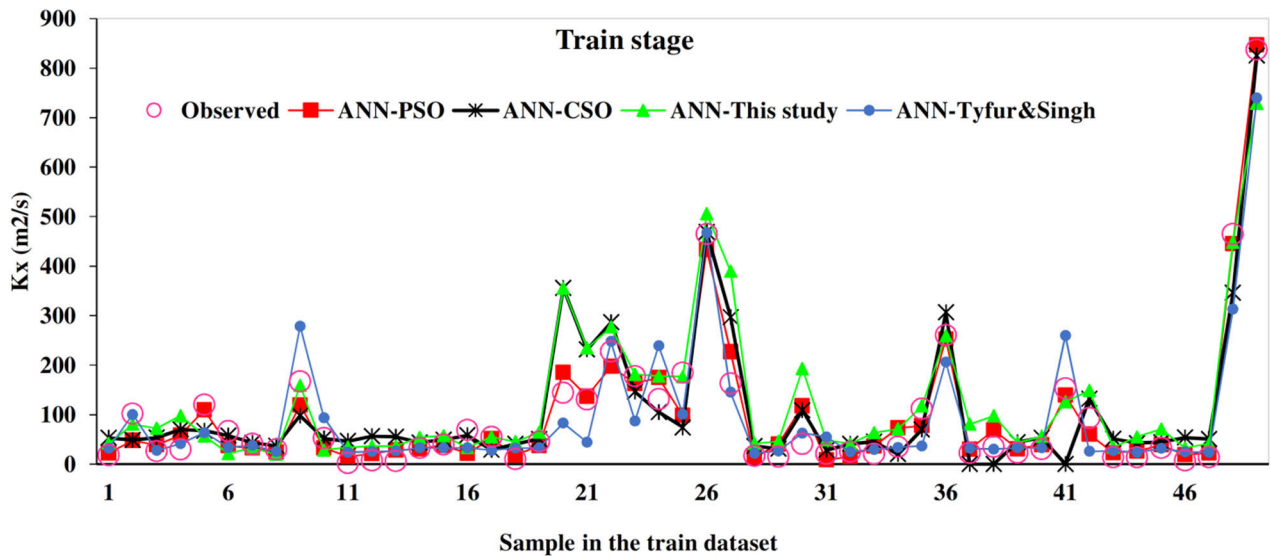 Train stage
Observed ANN-PSO ANN-CSO ANN-This study ANN-Tyfur&Singh
Kx (m2/s)
900
800
700
600
500
400
300
200
100
0
1 6 11 16 21 26 31 36 41 46
Sample in the train dataset